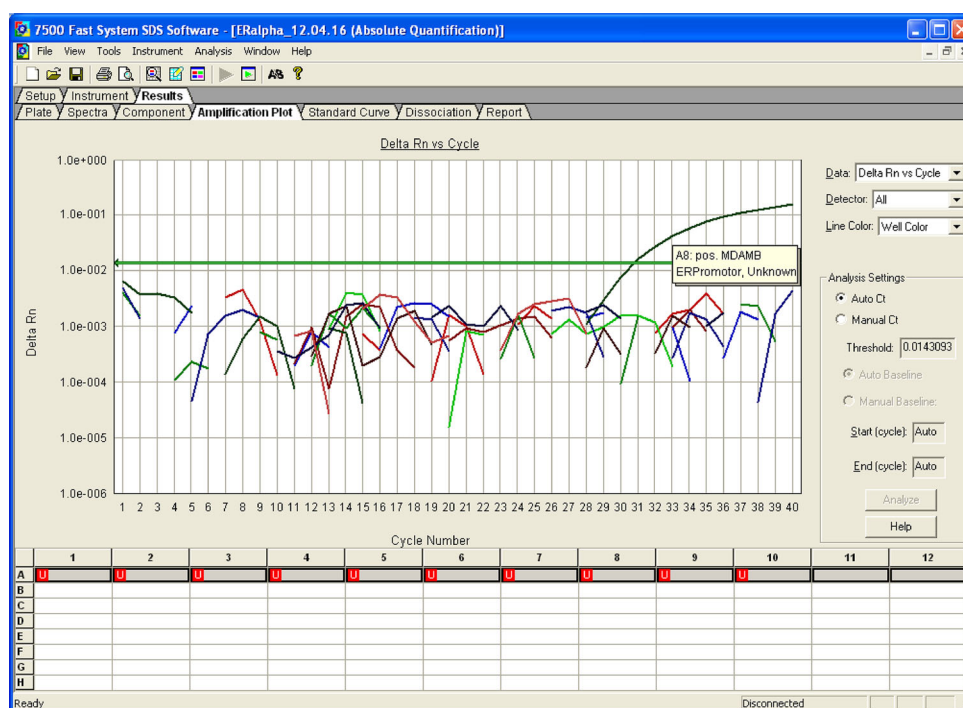 7500 Fast System SDS Software - [ERalpha_12.04.16 (Absolute Quantification)]
File View Tools Instrument Analysis Window Help
Setup Instrument Results
Plate Spectra Component Amplification Plot Standard Curve Dissociation Report
Delta Rn vs Cycle
1.0e+000
1.0e-001
1.0e-002
1.0e-003
1.0e-004
1.0e-005
1.0e-006
Delta Rn
A8: pos. MDAMB
ERPromotor, Unknown
1 2 3 4 5 6 7 8 9 10 11 12 13 14 15 16 17 18 19 20 21 22 23 24 25 26 27 28 29 30 31 32 33 34 35 36 37 38 39 40
Cycle Number
Data: Delta Rn vs Cycle
Detector: All
Line Color: Well Color
Analysis Settings
Auto Ct
Manual Ct
Threshold: 0.0143093
Auto Baseline
Manual Baseline:
Start (cycle): Auto
End (cycle): Auto
Analyze
Help
1 2 3 4 5 6 7 8 9 10 11 12
A U U U U U U U U U U
B
C
D
E
F
G
H
Ready Disconnected